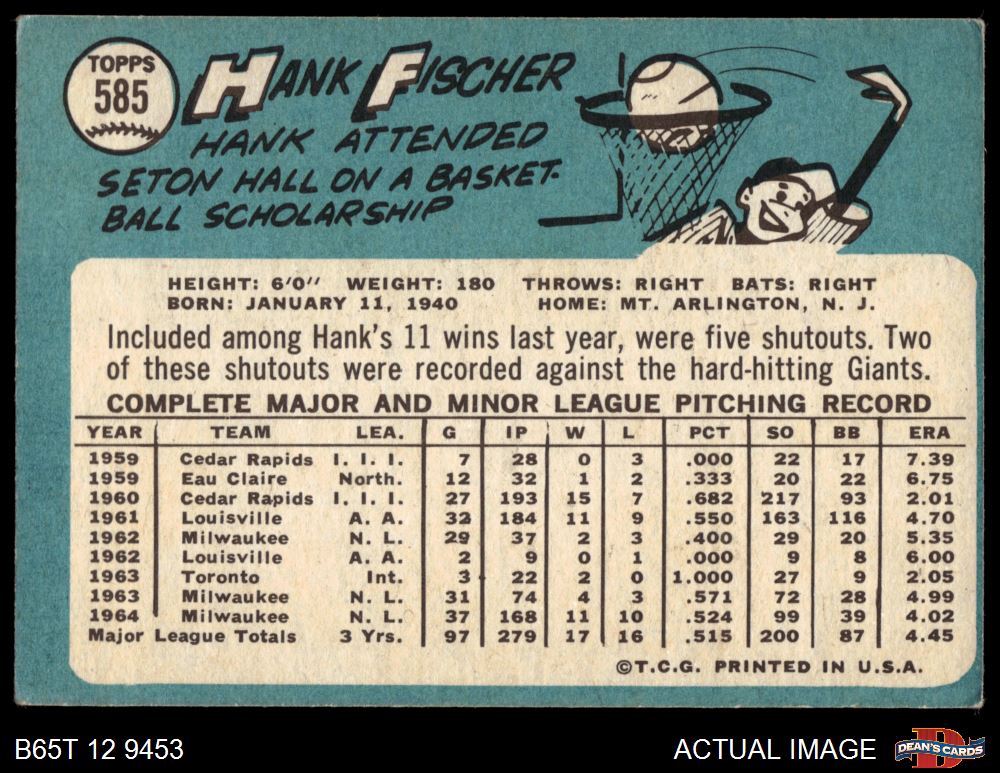 TOPPS
585
HANK FISCHER
HANK ATTENDED
SETON HALL ON A BASKET-
BALL SCHOLARSHIP
HEIGHT: 6'0" WEIGHT: 180 THROWS: RIGHT BATS: RIGHT
BORN: JANUARY 11, 1940 HOME: MT. ARLINGTON, N. J.
Included among Hank's 11 wins last year, were five shutouts. Two
of these shutouts were recorded against the hard-hitting Giants.
COMPLETE MAJOR AND MINOR LEAGUE PITCHING RECORD
YEAR TEAM LEA. G IP W L PCT SO BB ERA
1959 Cedar Rapids I. I. I. 7 28 0 3 .000 22 17 7.39
1959 Eau Claire North. 12 32 1 2 .333 20 22 6.75
1960 Cedar Rapids I. I. I. 27 193 15 7 .682 217 93 2.01
1961 Louisville A. A. 32 184 11 9 .550 163 116 4.70
1962 Milwaukee N. L. 29 37 2 3 .400 29 20 5.35
1962 Louisville A. A. 2 9 0 1 .000 9 8 6.00
1963 Toronto Int. 3 22 2 0 1.000 27 9 2.05
1963 Milwaukee N. L. 31 74 4 3 .571 72 28 4.99
1964 Milwaukee N. L. 37 168 11 10 .524 99 39 4.02
Major League Totals 3 Yrs. 97 279 17 16 .515 200 87 4.45
©T.C.G. PRINTED IN U.S.A.
B65T 12 9453
ACTUAL IMAGE
D
DEAN'S CARDS